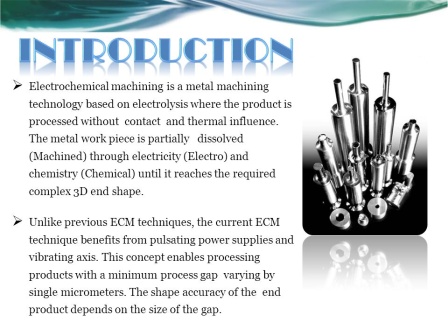 INTRODUCTION
➢ Electrochemical machining is a metal machining
technology based on electrolysis where the product is
processed without contact and thermal influence.
The metal work piece is partially dissolved
(Machined) through electricity (Electro) and
chemistry (Chemical) until it reaches the required
complex 3D end shape.
➢ Unlike previous ECM techniques, the current ECM
technique benefits from pulsating power supplies and
vibrating axis. This concept enables processing
products with a minimum process gap varying by
single micrometers. The shape accuracy of the end
product depends on the size of the gap.